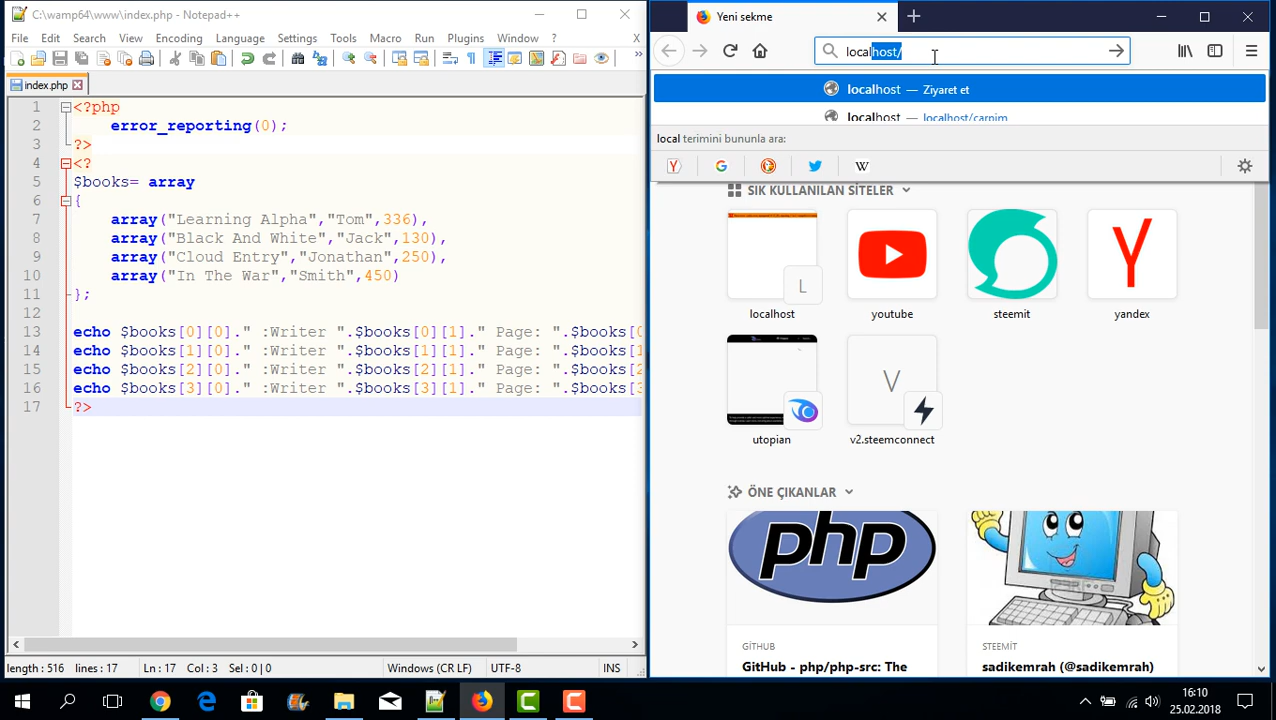 C:\wamp64\www\index.php - Notepad++
File Edit Search View Encoding Language Settings Tools Macro Run Plugins Window ? X
index.php
1 <?php
2 error_reporting(0);
3 ?>
4 <?
5 $books= array
6 {
7 array("Learning Alpha","Tom",336),
8 array("Black And White","Jack",130),
9 array("Cloud Entry","Jonathan",250),
10 array("In The War","Smith",450)
11 };
12
13 echo $books[0][0]." :Writer ".$books[0][1]." Page: ".$books[0
14 echo $books[1][0]." :Writer ".$books[1][1]." Page: ".$books[1
15 echo $books[2][0]." :Writer ".$books[2][1]." Page: ".$books[2
16 echo $books[3][0]." :Writer ".$books[3][1]." Page: ".$books[3
17 ?>
length : 516 lines : 17 Ln : 17 Col : 3 Sel : 0 | 0 Windows (CR LF) UTF-8 INS
Yeni sekme
localhost/
localhost — Ziyaret et
localhost — localhost/carpim
local terimini bununla ara:
Y G W
SIK KULLANILAN SİTELER
L
localhost youtube steemit yandex
V
utopian v2.steemconnect
ÖNE ÇIKANLAR
php
GİTHUB
GitHub - php/php-src: The
STEEMİT
sadikemrah (@sadikemrah)
16:10
25.02.2018